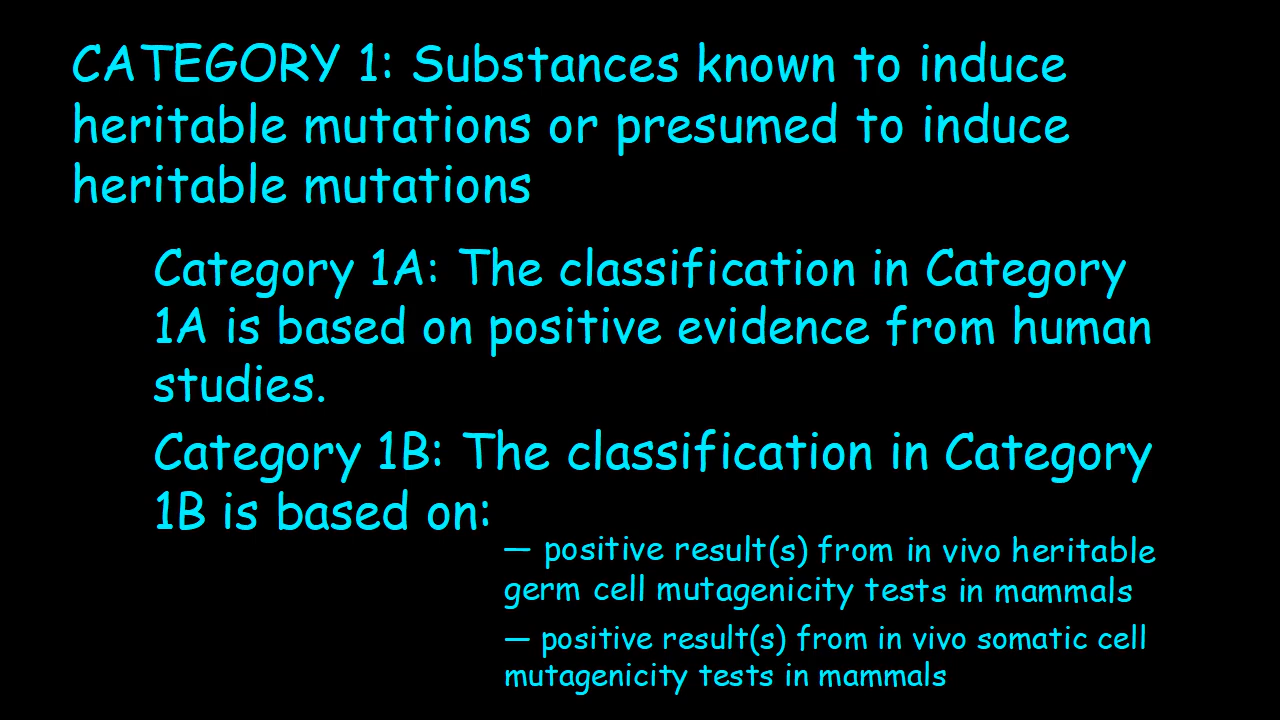 CATEGORY 1: Substances known to induce
heritable mutations or presumed to induce
heritable mutations
Category 1A: The classification in Category
1A is based on positive evidence from human
studies.
Category 1B: The classification in Category
1B is based on:
— positive result(s) from in vivo heritable
germ cell mutagenicity tests in mammals
— positive result(s) from in vivo somatic cell
mutagenicity tests in mammals